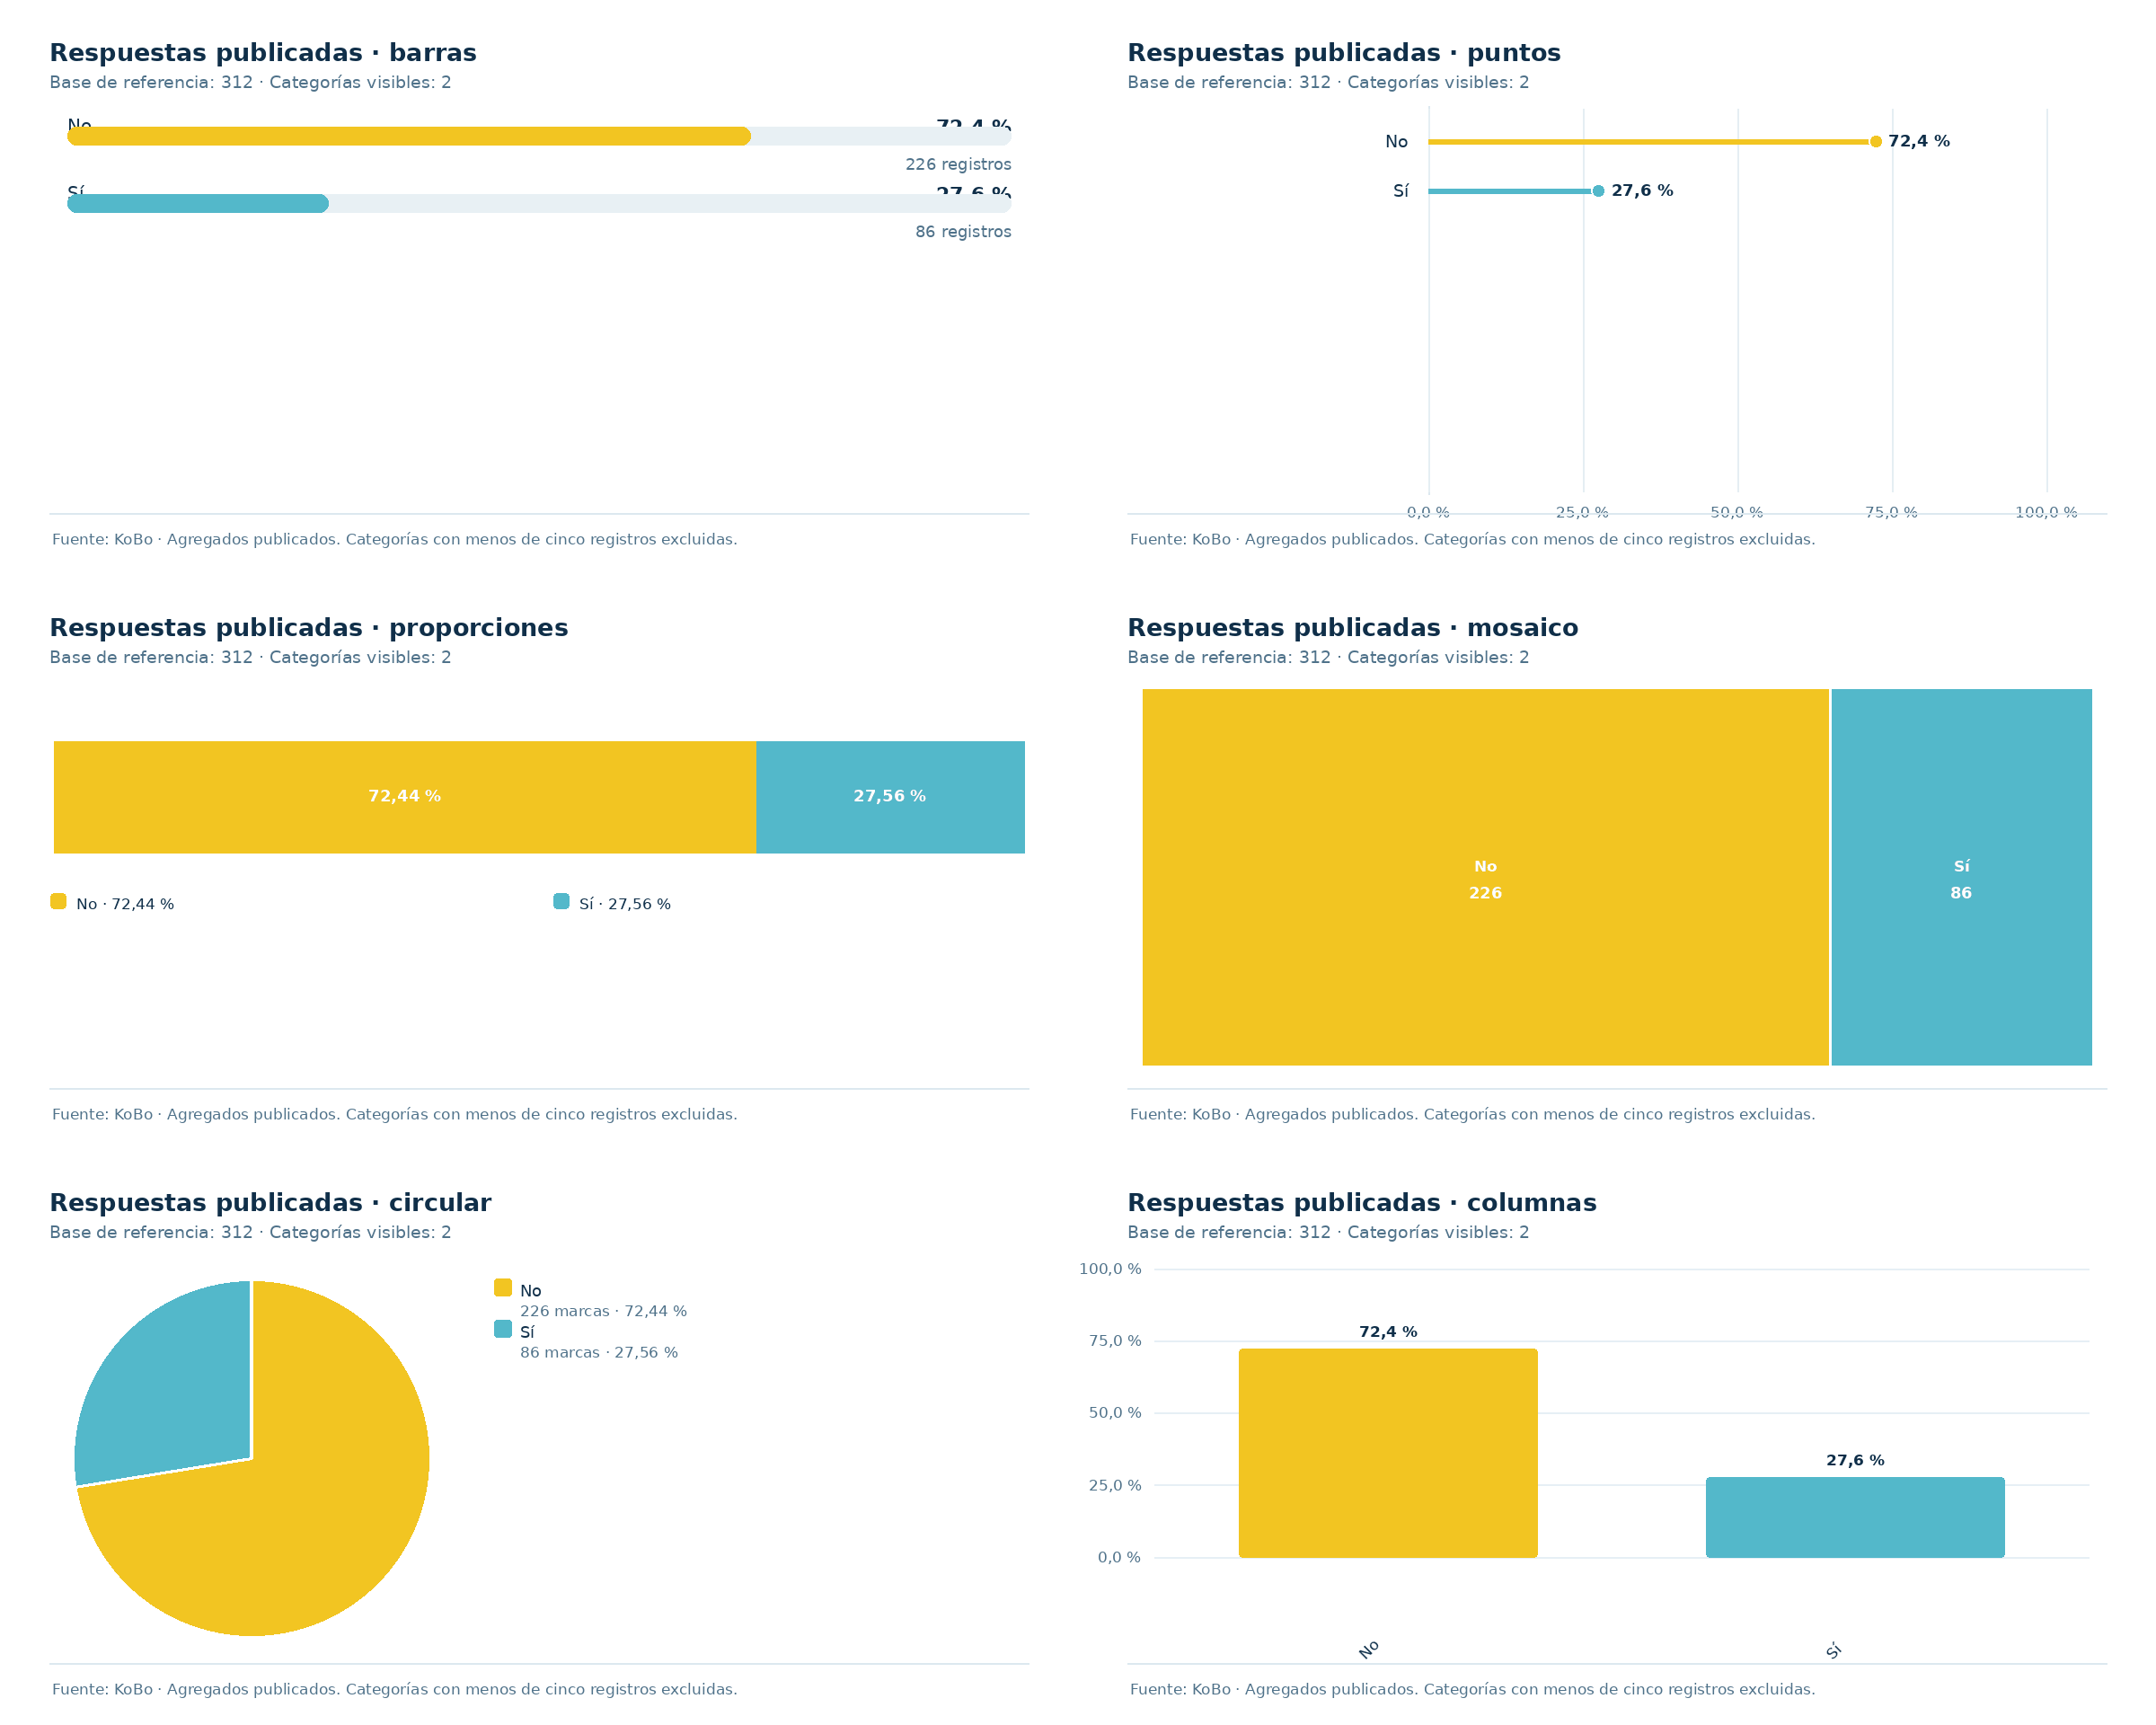 Respuestas publicadas · barras
Base de referencia: 312 · Categorías visibles: 2
No
72,4 %
226 registros
Sí
27,6 %
86 registros
Fuente: KoBo · Agregados publicados. Categorías con menos de cinco registros excluidas.
Respuestas publicadas · puntos
Base de referencia: 312 · Categorías visibles: 2
No
72,4 %
Sí
27,6 %
0,0 %
25,0 %
50,0 %
75,0 %
100,0 %
Fuente: KoBo · Agregados publicados. Categorías con menos de cinco registros excluidas.
Respuestas publicadas · proporciones
Base de referencia: 312 · Categorías visibles: 2
72,44 %
27,56 %
No · 72,44 %
Sí · 27,56 %
Fuente: KoBo · Agregados publicados. Categorías con menos de cinco registros excluidas.
Respuestas publicadas · mosaico
Base de referencia: 312 · Categorías visibles: 2
No
226
Sí
86
Fuente: KoBo · Agregados publicados. Categorías con menos de cinco registros excluidas.
Respuestas publicadas · circular
Base de referencia: 312 · Categorías visibles: 2
No
226 marcas · 72,44 %
Sí
86 marcas · 27,56 %
Fuente: KoBo · Agregados publicados. Categorías con menos de cinco registros excluidas.
Respuestas publicadas · columnas
Base de referencia: 312 · Categorías visibles: 2
100,0 %
75,0 %
50,0 %
25,0 %
0,0 %
72,4 %
27,6 %
No
Sí
Fuente: KoBo · Agregados publicados. Categorías con menos de cinco registros excluidas.